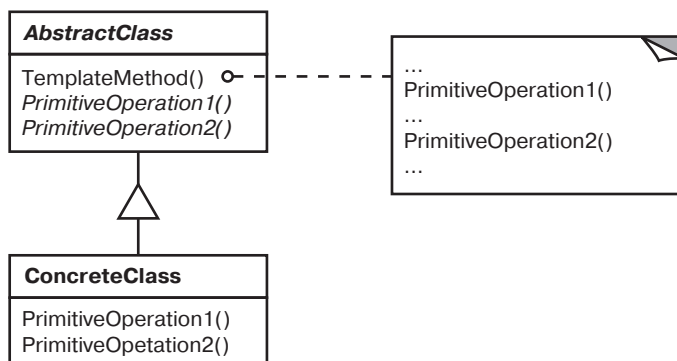 AbstractClass
TemplateMethod()
PrimitiveOperation1()
PrimitiveOperation2()
...
PrimitiveOperation1()
...
PrimitiveOperation2()
...
ConcreteClass
PrimitiveOperation1()
PrimitiveOpetation2()